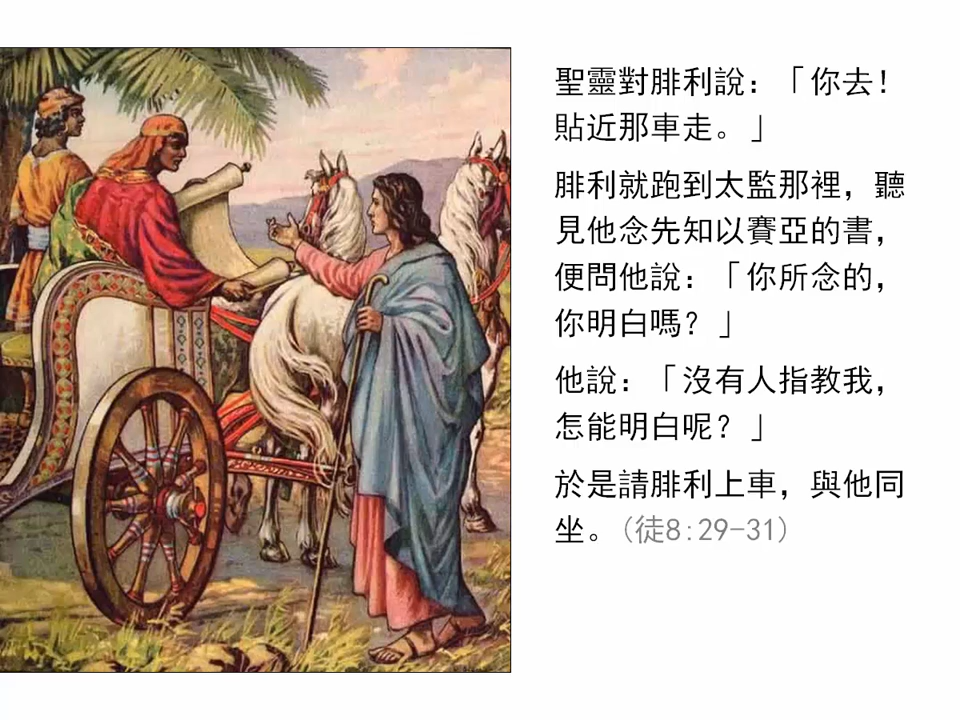 聖靈對腓利說：「你去！
貼近那車走。」
腓利就跑到太監那裡，聽
見他念先知以賽亞的書，
便問他說：「你所念的，
你明白嗎？」
他說：「沒有人指教我，
怎能明白呢？」
於是請腓利上車，與他同
坐。(徒8:29-31)